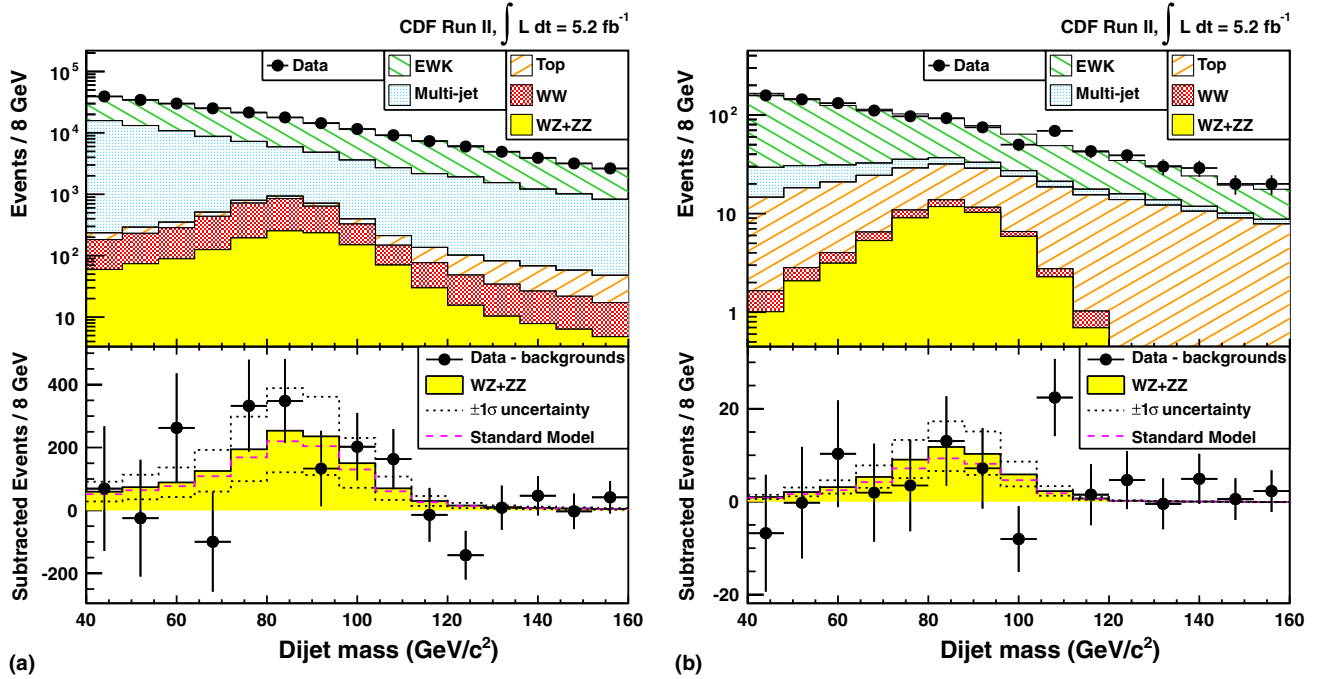 CDF Run II, ∫ L dt = 5.2 fb⁻¹
Data
EWK
Multi-jet
Top
WW
WZ+ZZ
Events / 8 GeV
10⁵
10⁴
10³
10²
10
Data - backgrounds
WZ+ZZ
±1σ uncertainty
Standard Model
Subtracted Events / 8 GeV
400
200
0
-200
40 60 80 100 120 140 160
Dijet mass (GeV/c²)
(a)
CDF Run II, ∫ L dt = 5.2 fb⁻¹
Data
EWK
Multi-jet
Top
WW
WZ+ZZ
Events / 8 GeV
10²
10
1
Data - backgrounds
WZ+ZZ
±1σ uncertainty
Standard Model
Subtracted Events / 8 GeV
20
0
-20
40 60 80 100 120 140 160
Dijet mass (GeV/c²)
(b)